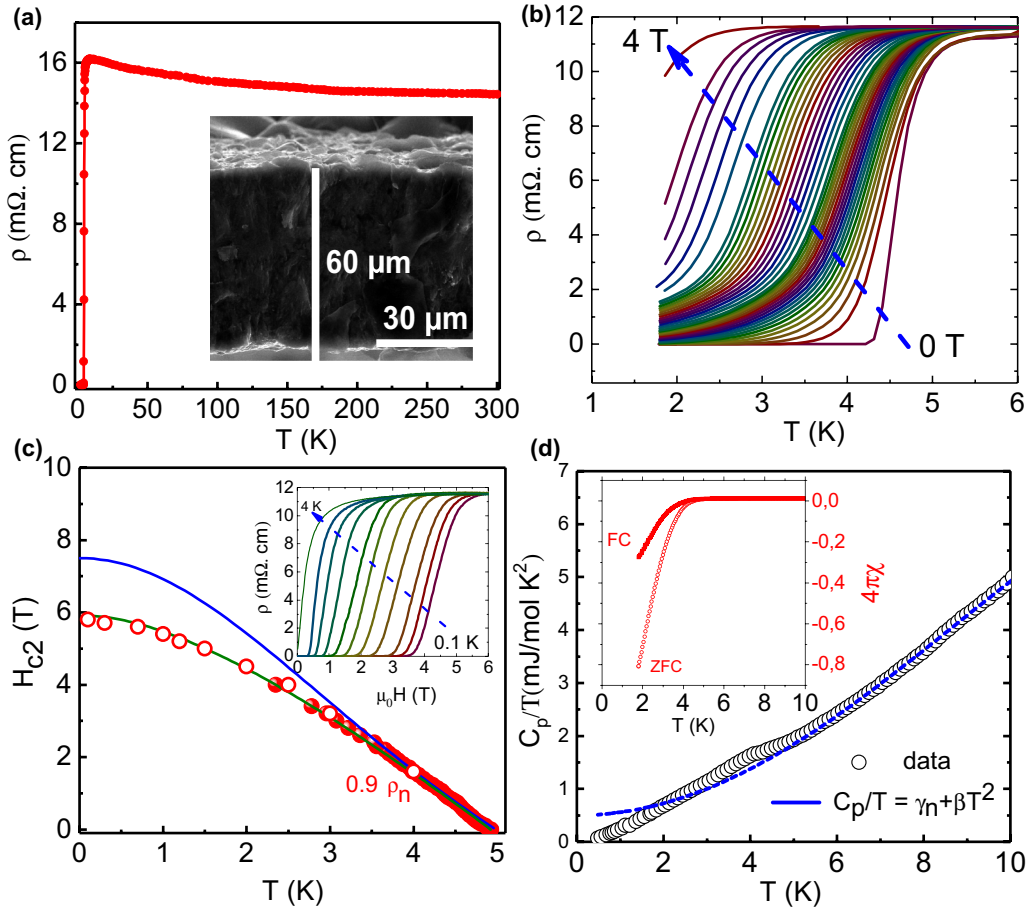 (a)
16
12
8
4
0
ρ (mΩ. cm)
0 50 100 150 200 250 300
T (K)
60 μm
30 μm
(b)
12
10
8
6
4
2
0
ρ (mΩ. cm)
1 2 3 4 5 6
T (K)
4 T
0 T
(c)
10
8
6
4
2
0
H_c2 (T)
0 1 2 3 4 5
T (K)
0.9 ρ_n
12
10
8
6
4
2
0
ρ (mΩ. cm)
0 1 2 3 4 5 6
μ₀H (T)
4 K
0.1 K
(d)
7
6
5
4
3
2
1
0
C_p/T(mJ/mol K²)
0 2 4 6 8 10
T (K)
0,0
-0,2
-0,4
-0,6
-0,8
4πχ
0 2 4 6 8 10
T (K)
FC
ZFC
data
C_p/T = γ_n+βT²